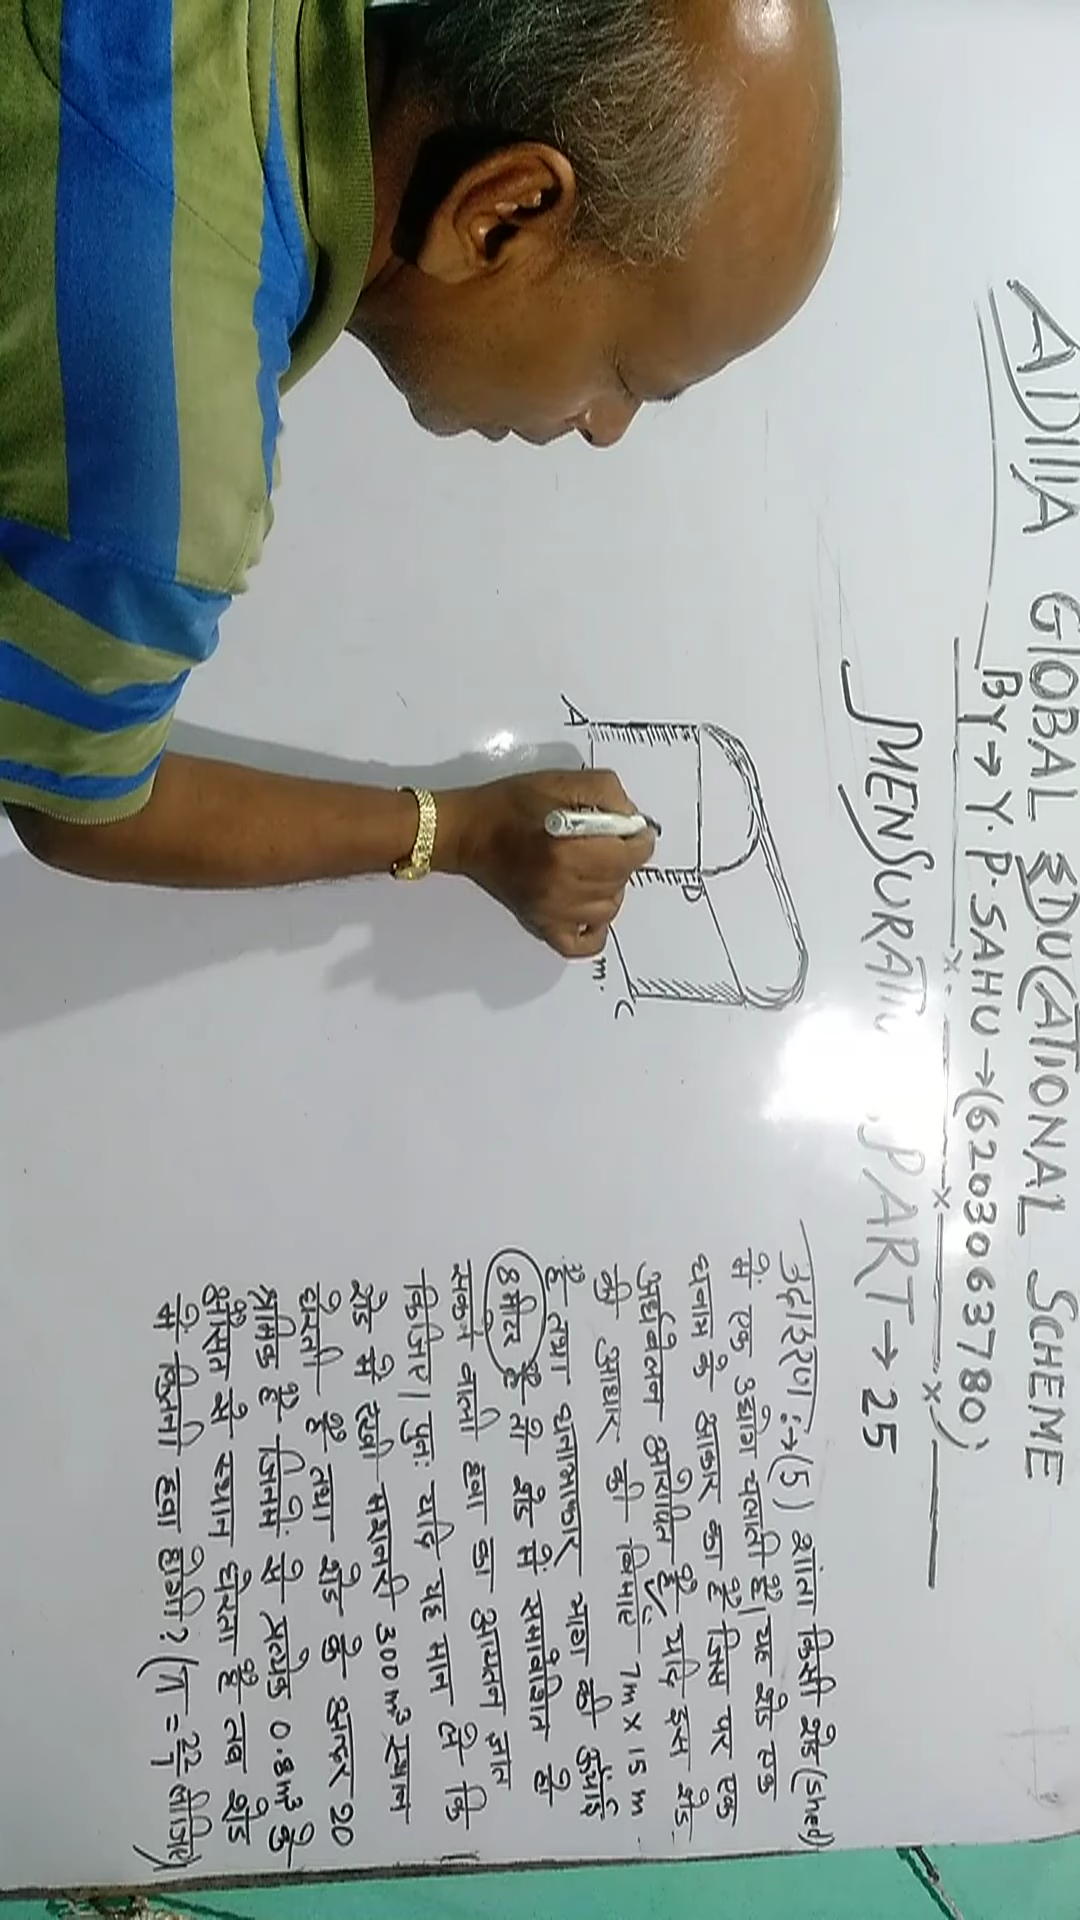 ADITYA GLOBAL EDUCATIONAL SCHEME
BY → Y.P.SAHU → (6203063780)
x x x
MENSURATI PART → 25
उदाहरण :→ (5) शांता किसी शेड (shed)
में एक उद्योग चलाती है। यह शेड एक
घनाभ के आकार का है जिस पर एक
अर्धबेलन आरोपित है। यदि इस शेड
की आधार की विमाएँ 7m × 15 m
है तथा घनाभाकार भाग की ऊँचाई
8 मीटर है तो शेड में समावेशित हो
सकने वाली हवा का आयतन ज्ञात
किजिए। पुनः यदि यह मान ले कि
शेड में रखी मशीनरी 300 m³ स्थान
घेरती है तथा शेड के अन्दर 20
श्रमिक है जिनमें से प्रत्येक 0.8m³ के
औसत से स्थान घेरता है तब शेड
में कितनी हवा होगी? (π = 22/7 लीजिए)
A
D
m.
C